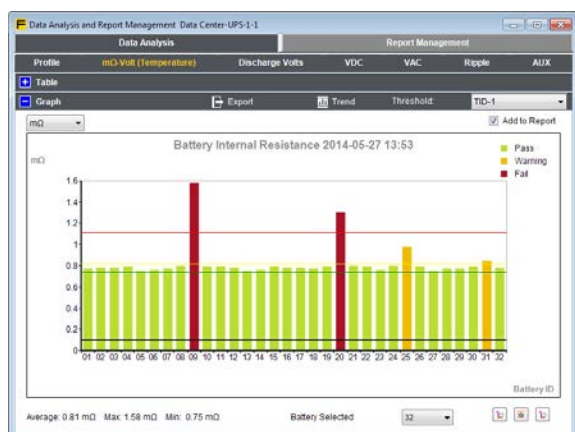 Data Analysis and Report Management Data Center-UPS-1-1
Data Analysis Report Management
Profile mΩ-Volt (Temperature) Discharge Volts VDC VAC Ripple AUX
Table
Graph Export Trend Threshold: TID-1
mΩ Add to Report
Battery Internal Resistance 2014-05-27 13:53
mΩ
Pass
Warning
Fail
1.6
1.4
1.2
1
0.8
0.6
0.4
0.2
0
01 02 03 04 05 06 07 08 09 10 11 12 13 14 15 16 17 18 19 20 21 22 23 24 25 26 27 28 29 30 31 32
Battery ID
Average: 0.81 mΩ Max: 1.58 mΩ Min: 0.75 mΩ Battery Selected 32